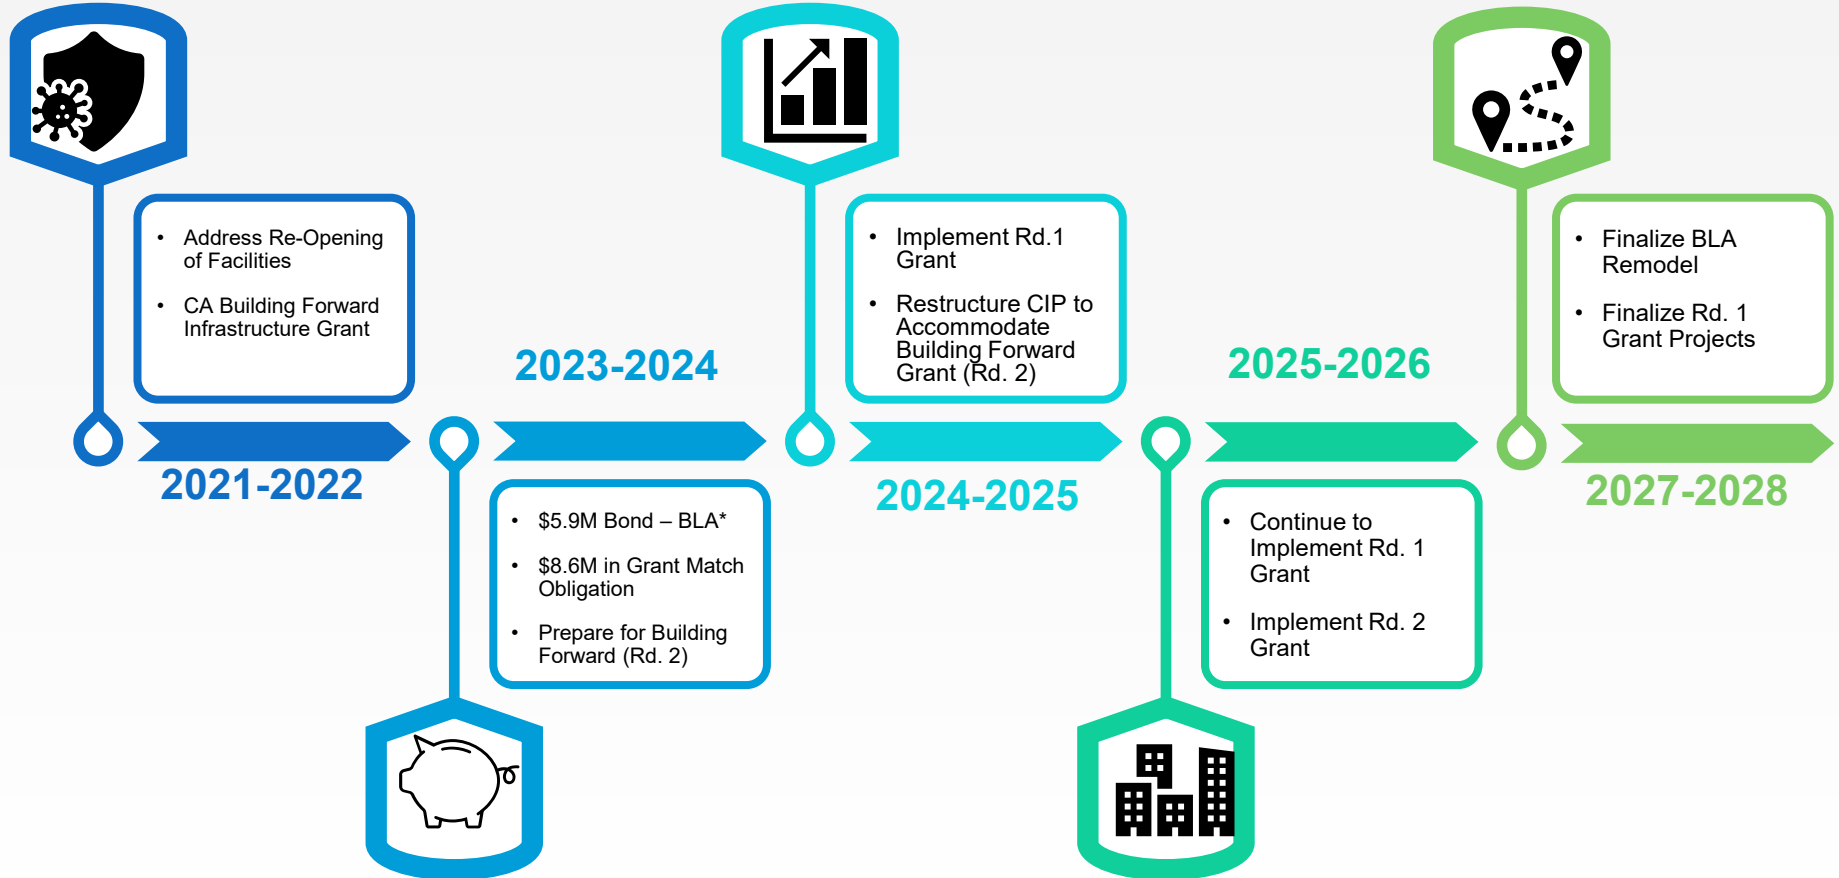 • Address Re-Opening
of Facilities
• CA Building Forward
Infrastructure Grant
2021-2022
2023-2024
• $5.9M Bond – BLA*
• $8.6M in Grant Match
Obligation
• Prepare for Building
Forward (Rd. 2)
• Implement Rd.1
Grant
• Restructure CIP to
Accommodate
Building Forward
Grant (Rd. 2)
2024-2025
2025-2026
• Continue to
Implement Rd. 1
Grant
• Implement Rd. 2
Grant
• Finalize BLA
Remodel
• Finalize Rd. 1
Grant Projects
2027-2028